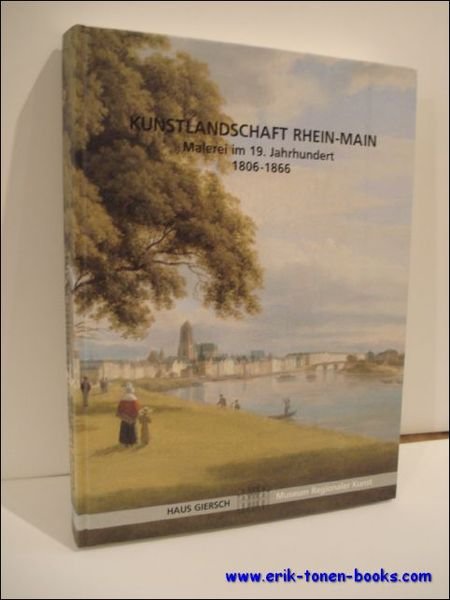 KUNSTLANDSCHAFT RHEIN-MAIN
Malerei im 19. Jahrhundert
1806-1866
HAUS GIERSCH Museum Regionaler Kunst
www.erik-tonen-books.com